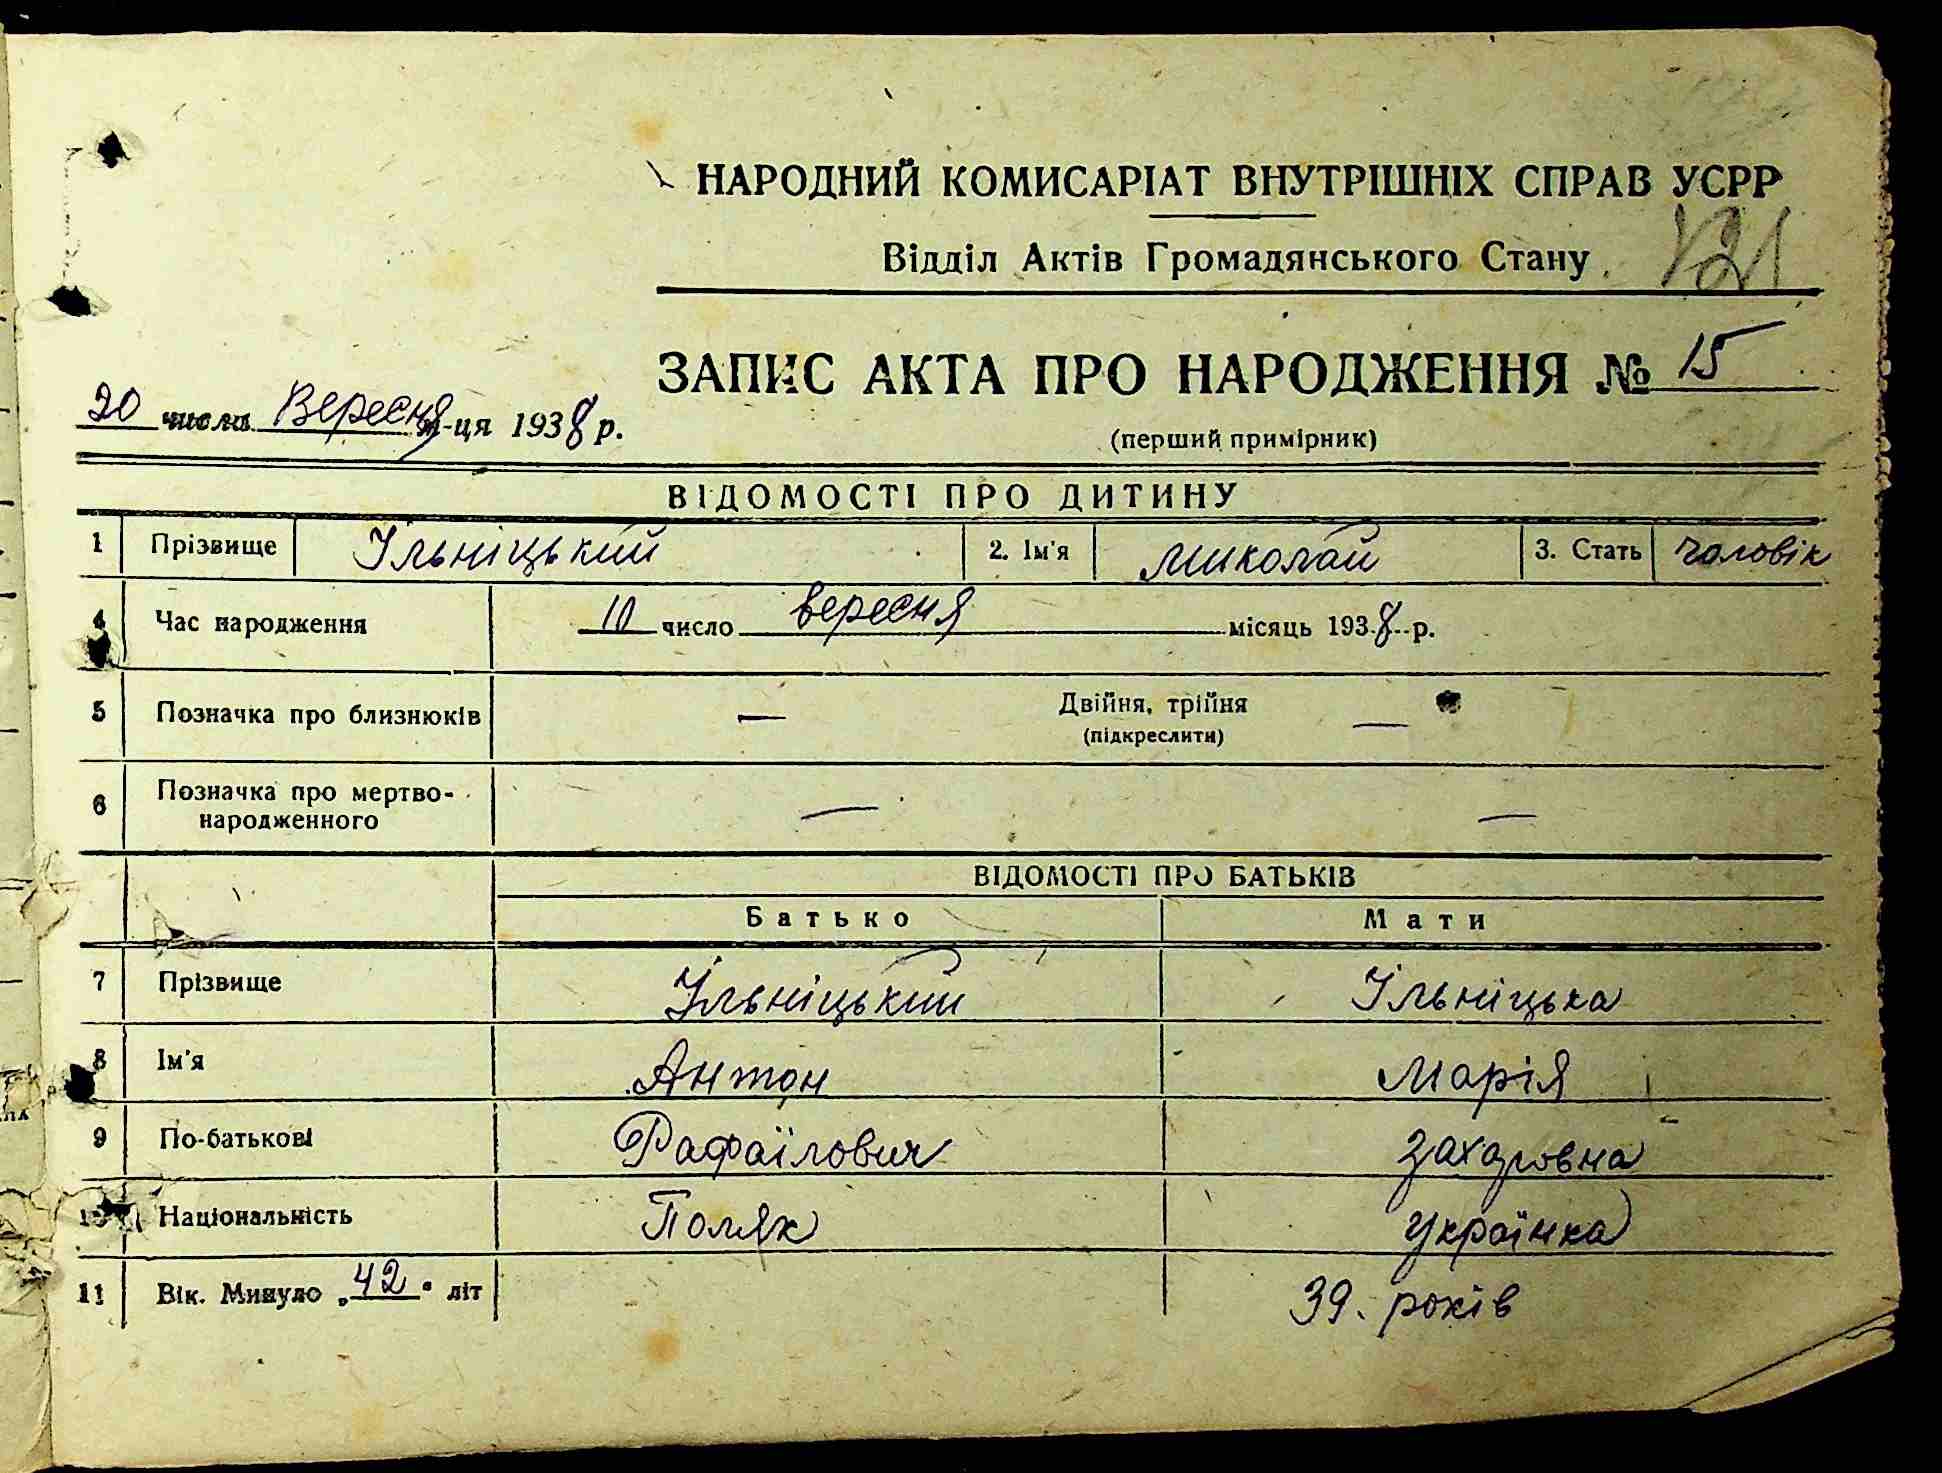 НАРОДНИЙ КОМИСАРІАТ ВНУТРІШНІХ СПРАВ УСРР
Відділ Актів Громадянського Стану
121
ЗАПИС АКТА ПРО НАРОДЖЕННЯ № 15
20 числа Вересня м-ця 1938 р.
(перший примірник)
ВІДОМОСТІ ПРО ДИТИНУ
1 Прізвище Ільніцький 2. Ім'я Миколай 3. Стать чоловік
4 Час народження 10 число вересня місяць 1938 р.
5 Позначка про близнюків — Двійня, трійня —
(підкреслити)
6 Позначка про мертво-
народженного — —
ВІДОМОСТІ ПРО БАТЬКІВ
Батько Мати
7 Прізвище Ільніцький Ільніцька
8 Ім'я Антон Марія
9 По-батькові Рафаїлович Захаровна
10 Національність Поляк Українка
11 Вік. Минуло „42" літ 39. років